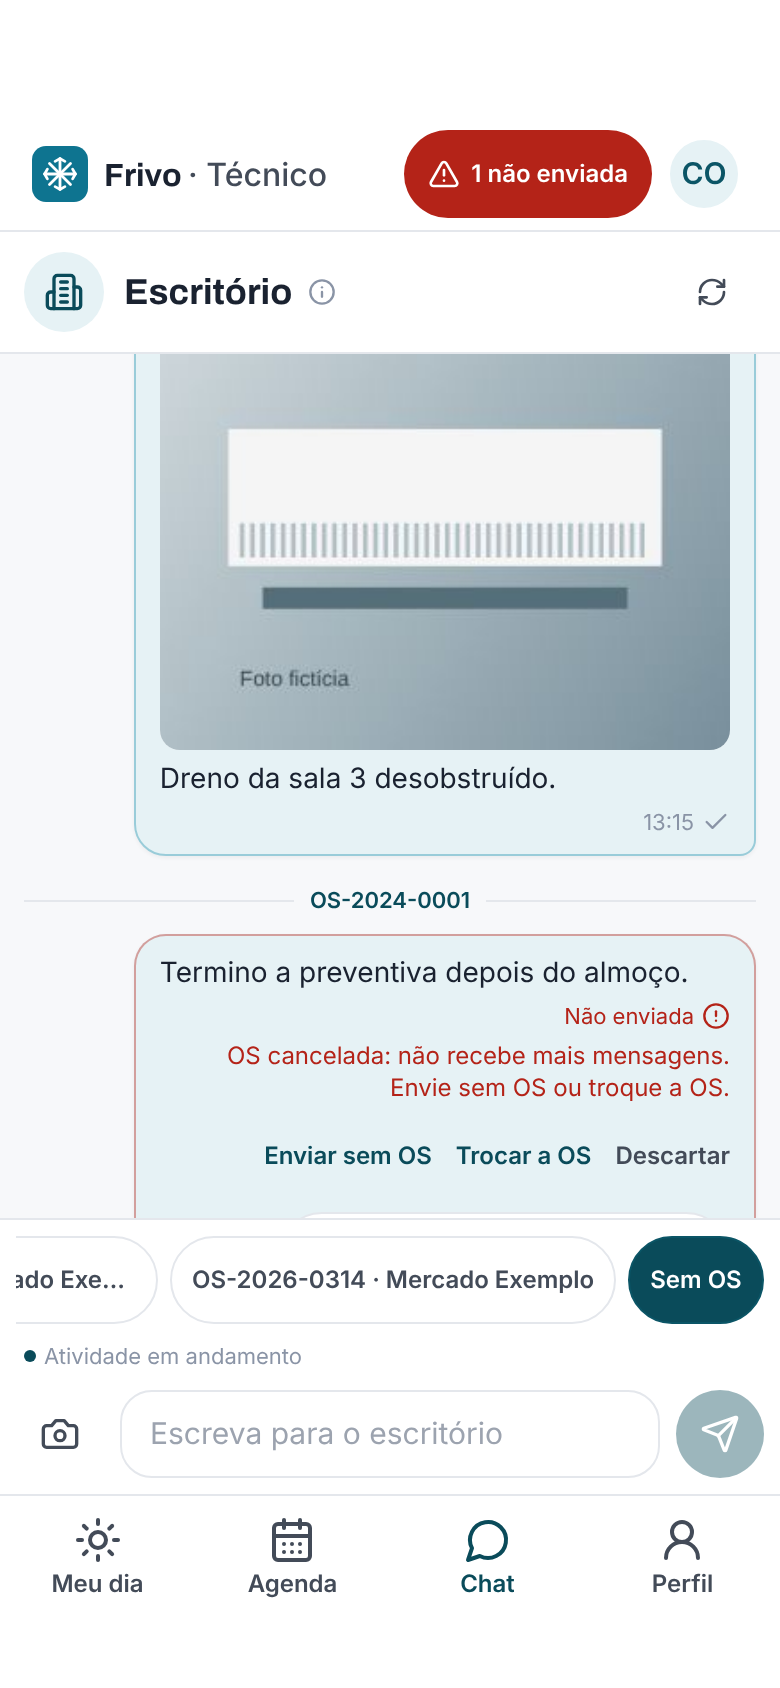 Frivo · Técnico
1 não enviada
CO
Escritório
Foto fictícia
Dreno da sala 3 desobstruído.
13:15
OS-2024-0001
Termino a preventiva depois do almoço.
Não enviada
OS cancelada: não recebe mais mensagens.
Envie sem OS ou troque a OS.
Enviar sem OS Trocar a OS Descartar
ado Exe... OS-2026-0314 · Mercado Exemplo Sem OS
Atividade em andamento
Escreva para o escritório
Meu dia Agenda Chat Perfil